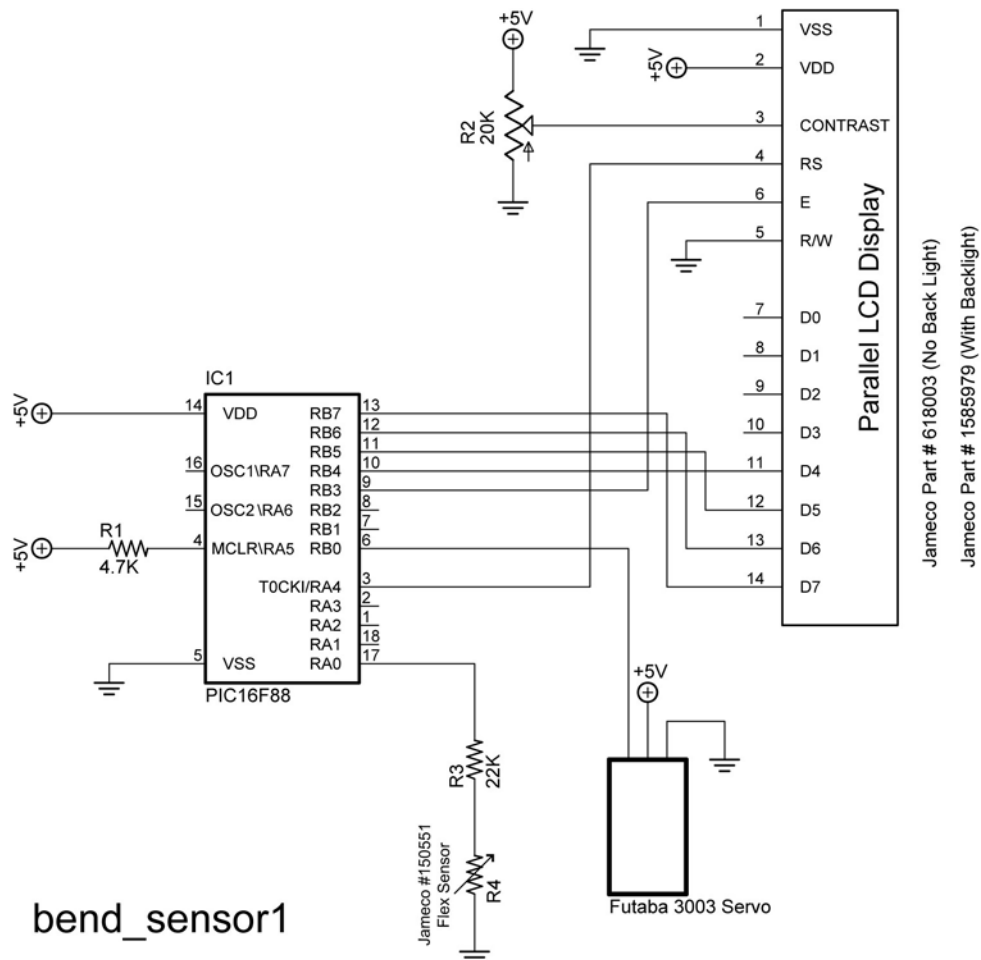 +5V
R2
20K
+5V
1
VSS
2
VDD
3
CONTRAST
4
RS
6
E
5
R/W
7
D0
8
D1
9
D2
10
D3
11
D4
12
D5
13
D6
14
D7
Parallel LCD Display
Jameco Part # 618003 (No Back Light)
Jameco Part # 1585979 (With Backlight)
IC1
+5V
14
VDD
RB7
13
RB6
12
RB5
11
16
OSC1\RA7
RB4
10
RB3
9
15
OSC2\RA6
RB2
8
RB1
7
+5V
R1
4.7K
4
MCLR\RA5
RB0
6
T0CKI/RA4
3
RA3
2
RA2
1
RA1
18
5
VSS
RA0
17
PIC16F88
R3
22K
Jameco #150551
Flex Sensor
R4
+5V
Futaba 3003 Servo
bend_sensor1